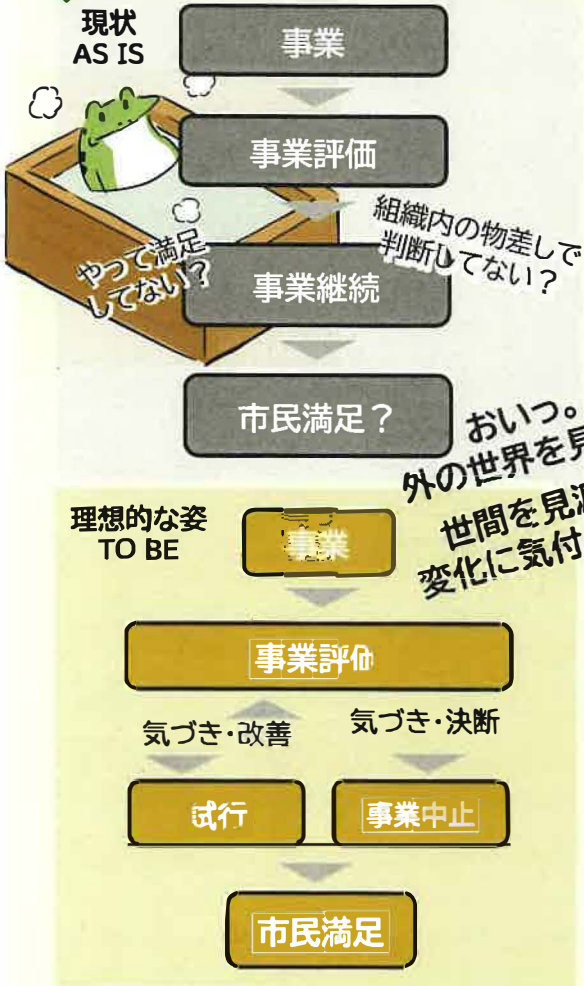 現状
AS IS
事業
事業評価
組織内の物差しで
判断してない?
やって満足
してない?
事業継続
市民満足?
おいっ。
外の世界を見
世間を見
変化に気付
理想的な姿
TO BE
事業
事業評価
気づき・改善
気づき・決断
試行
事業中止
市民満足